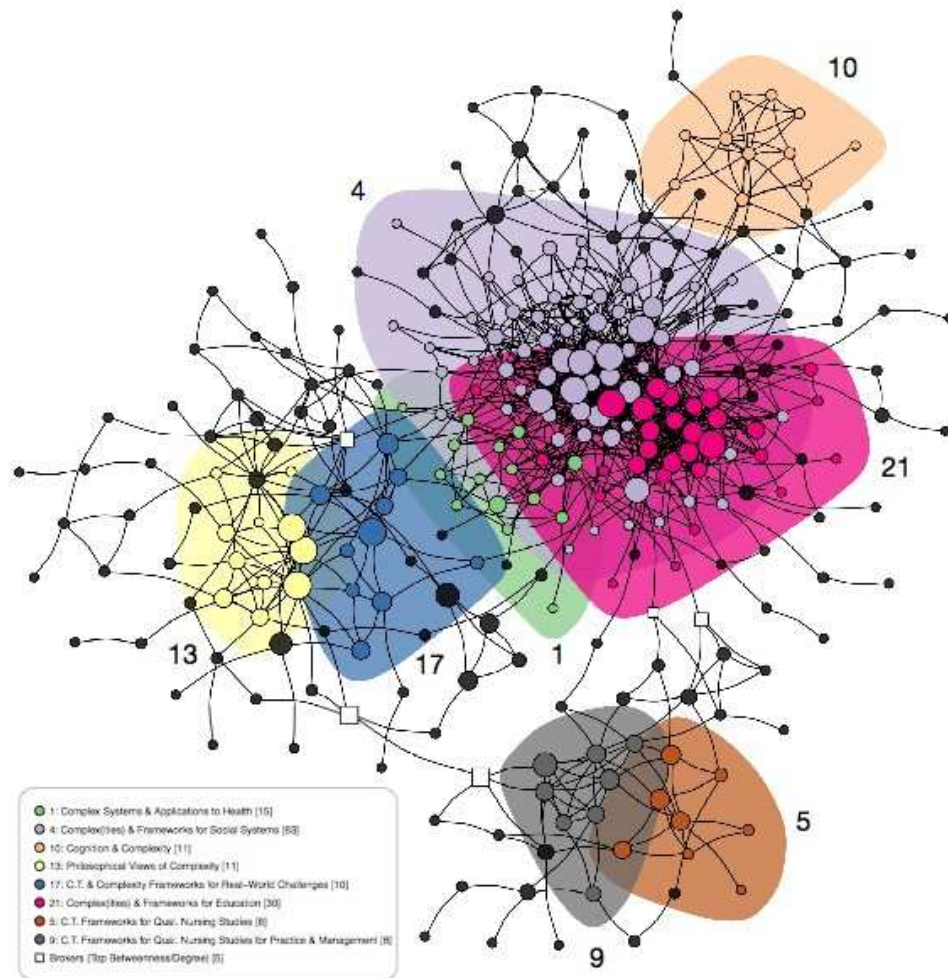 10
4
21
13
17
1
5
9
1: Complex Systems & Applications to Health [15]
4: Complex(ities) & Frameworks for Social Systems [63]
10: Cognition & Complexity [11]
13: Philosophical Views of Complexity [11]
17: C.T. & Complexity Frameworks for Real-World Challenges [10]
21: Complex(ities) & Frameworks for Education [30]
5: C.T. Frameworks for Qual. Nursing Studies
9: C.T. Frameworks for Qual. Nursing Studies for Practice & Management
Brokers (Top Betweenness/Degree) [5]